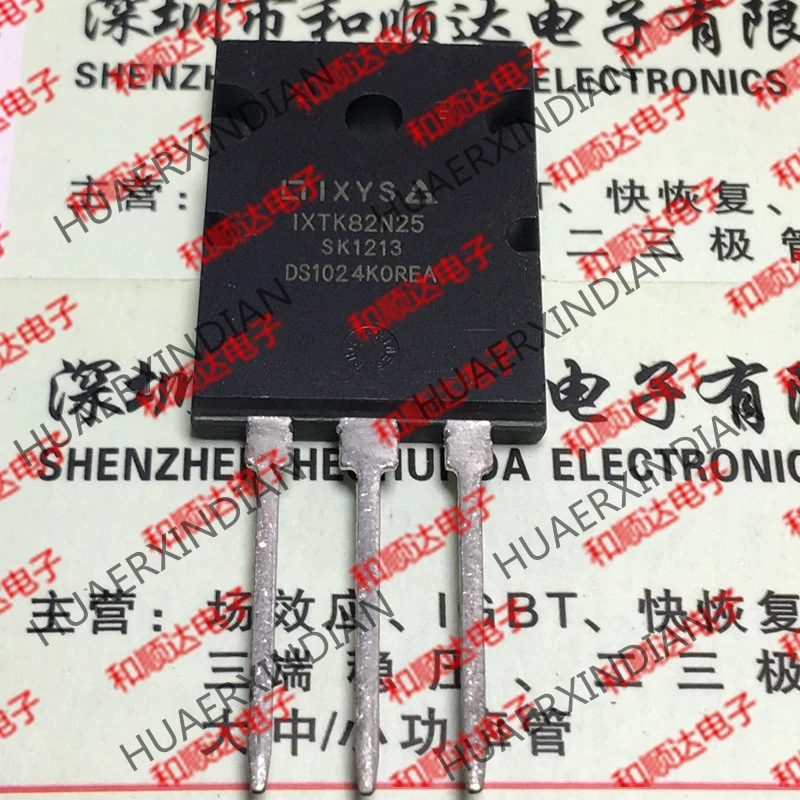 深圳市和顺达电子有限
SHENZHEN ELECTRONICS
IXYS
IXTK82N25
SK1213
DS1024K0REA
主营：
T、快恢复、
二三极管
深圳 电子有
SHENZHEN HESHUNDA ELECTRONIC
主营：场效应、IGBT、快恢复
三端稳压、二三极
大中/小功 管
HUAERXINDIAN
和顺达电子